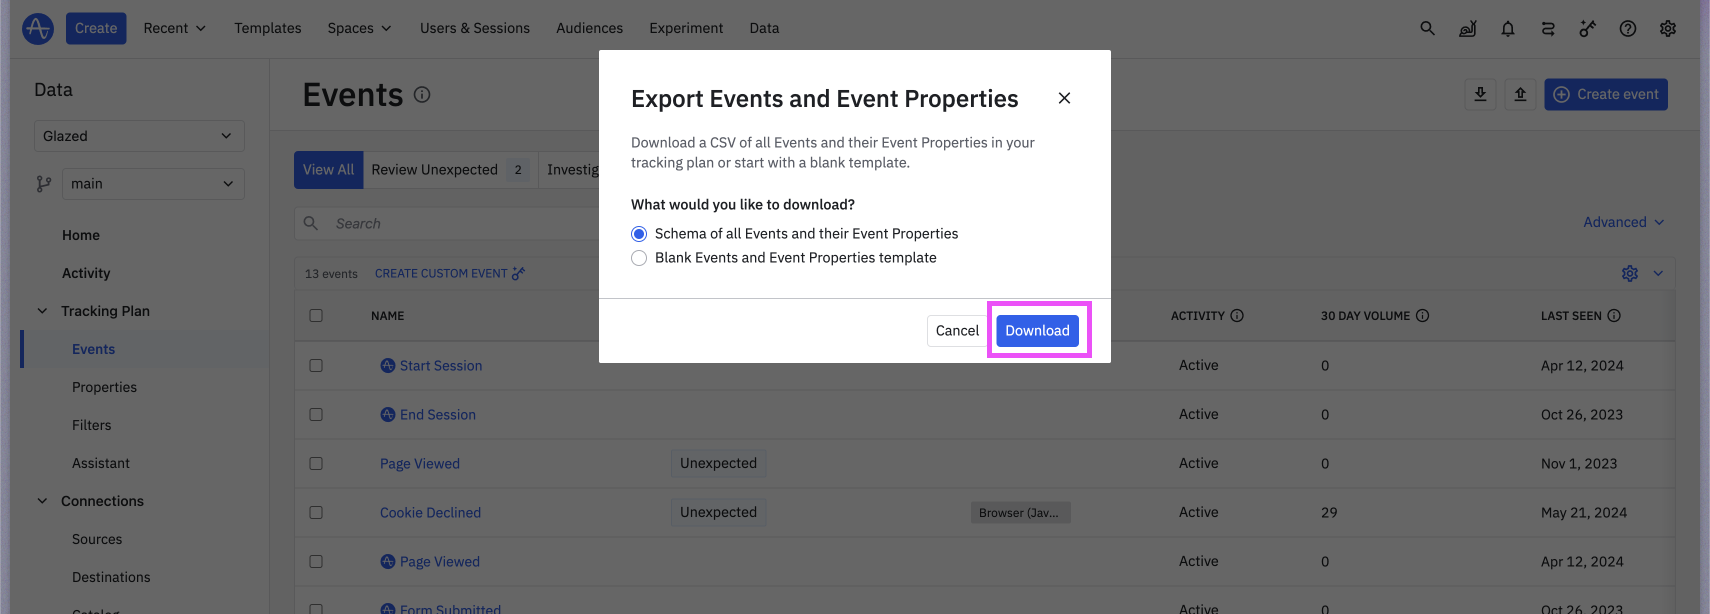 Create
Recent
Templates
Spaces
Users & Sessions
Audiences
Experiment
Data
Data
Glazed
main
Home
Activity
Tracking Plan
Events
Properties
Filters
Assistant
Connections
Sources
Destinations
Catalog
Events
Create event
View All
Review Unexpected 2
Investig
Search
Advanced
13 events CREATE CUSTOM EVENT
NAME ACTIVITY 30 DAY VOLUME LAST SEEN
Start Session Active 0 Apr 12, 2024
End Session Active 0 Oct 26, 2023
Page Viewed Unexpected Active 0 Nov 1, 2023
Cookie Declined Unexpected Browser (Jav... Active 29 May 21, 2024
Page Viewed Active 0 Apr 12, 2024
Form Submitted Active 0 Oct 26, 2023
Export Events and Event Properties
Download a CSV of all Events and their Event Properties in your
tracking plan or start with a blank template.
What would you like to download?
Schema of all Events and their Event Properties
Blank Events and Event Properties template
Cancel
Download